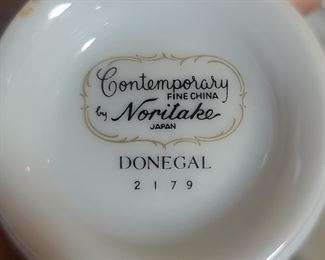 Contemporary
FINE CHINA
by Noritake
JAPAN
DONEGAL
2179